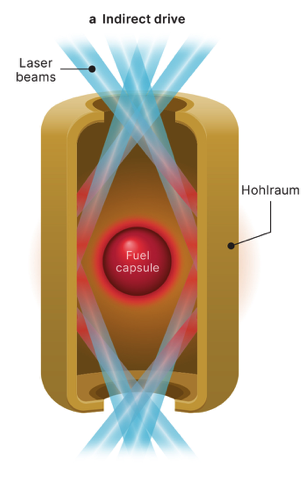 a Indirect drive
Laser
beams
Hohlraum
Fuel
capsule